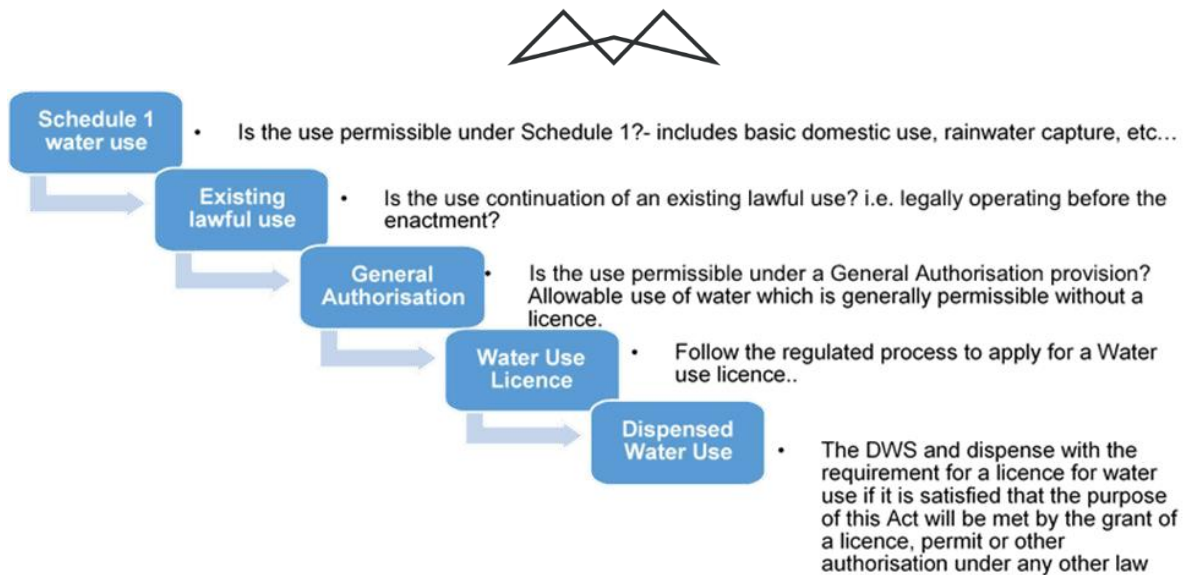 Schedule 1
water use
• Is the use permissible under Schedule 1?- includes basic domestic use, rainwater capture, etc…
Existing
lawful use
• Is the use continuation of an existing lawful use? i.e. legally operating before the
enactment?
General
Authorisation
• Is the use permissible under a General Authorisation provision?
Allowable use of water which is generally permissible without a
licence.
Water Use
Licence
• Follow the regulated process to apply for a Water
use licence..
Dispensed
Water Use
• The DWS and dispense with the
requirement for a licence for water
use if it is satisfied that the purpose
of this Act will be met by the grant of
a licence, permit or other
authorisation under any other law